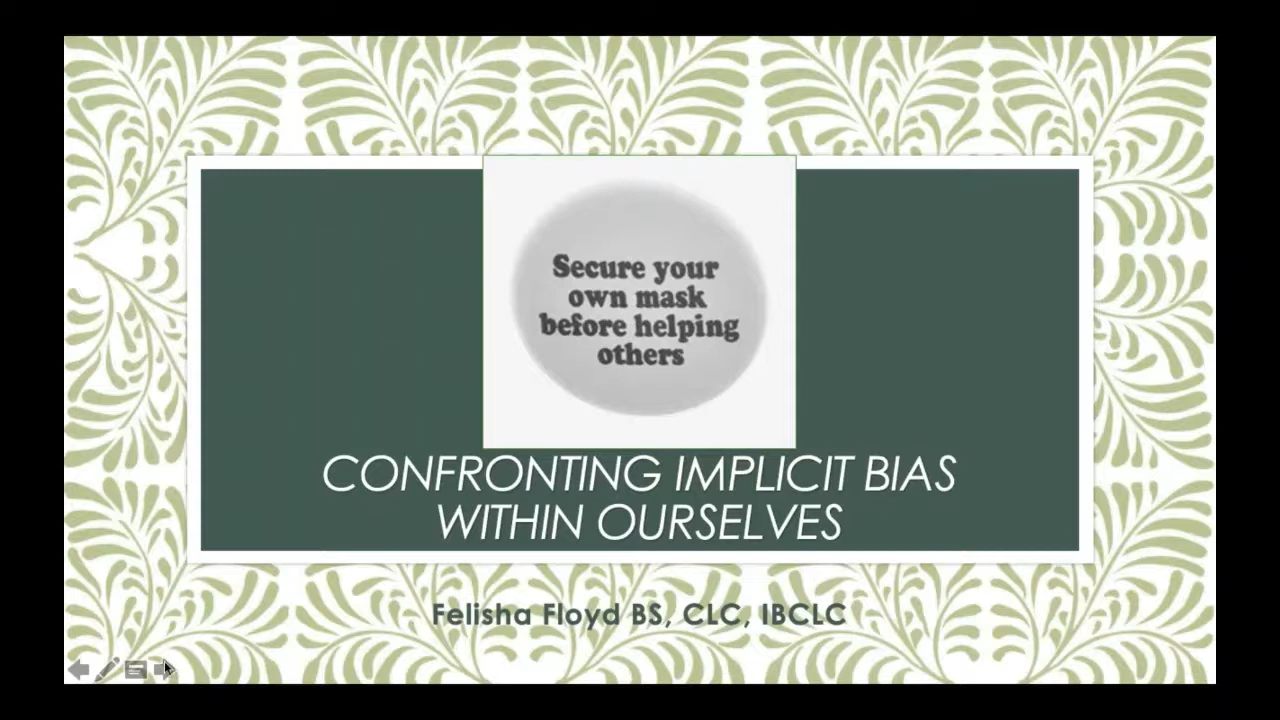 Secure your
own mask
before helping
others
CONFRONTING IMPLICIT BIAS
WITHIN OURSELVES
Felisha Floyd BS, CLC, IBCLC